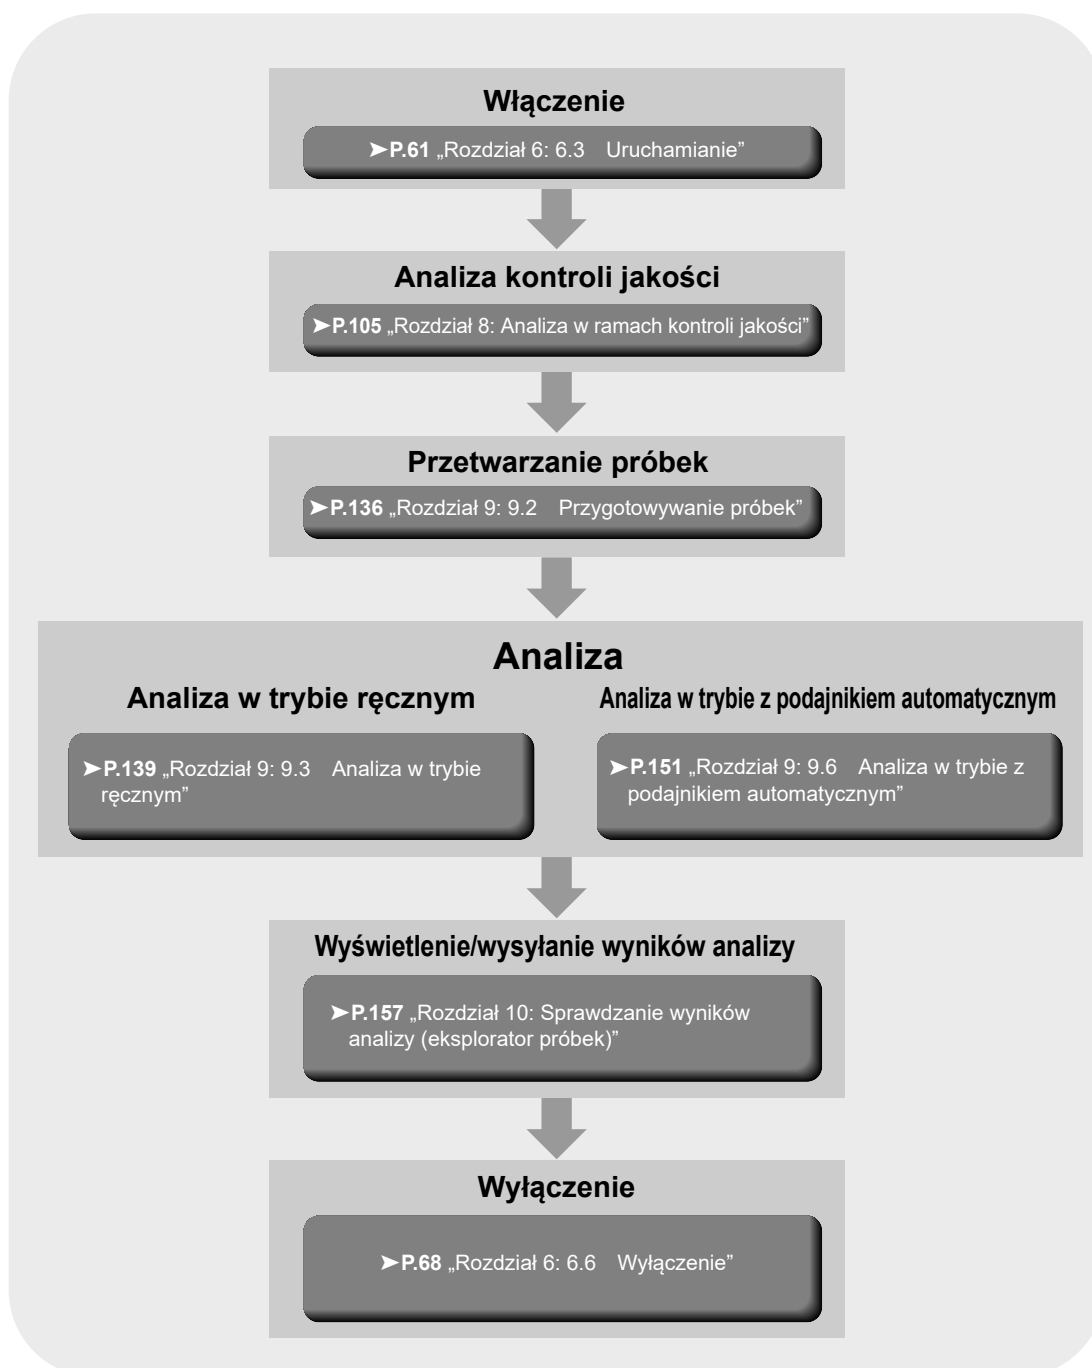 Włączenie
➤P.61 „Rozdział 6: 6.3 Uruchamianie”
Analiza kontroli jakości
➤P.105 „Rozdział 8: Analiza w ramach kontroli jakości”
Przetwarzanie próbek
➤P.136 „Rozdział 9: 9.2 Przygotowywanie próbek”
Analiza
Analiza w trybie ręcznym
➤P.139 „Rozdział 9: 9.3 Analiza w trybie
ręcznym”
Analiza w trybie z podajnikiem automatycznym
➤P.151 „Rozdział 9: 9.6 Analiza w trybie z
podajnikiem automatycznym”
Wyświetlenie/wysyłanie wyników analizy
➤P.157 „Rozdział 10: Sprawdzanie wyników
analizy (eksplorator próbek)”
Wyłączenie
➤P.68 „Rozdział 6: 6.6 Wyłączenie”